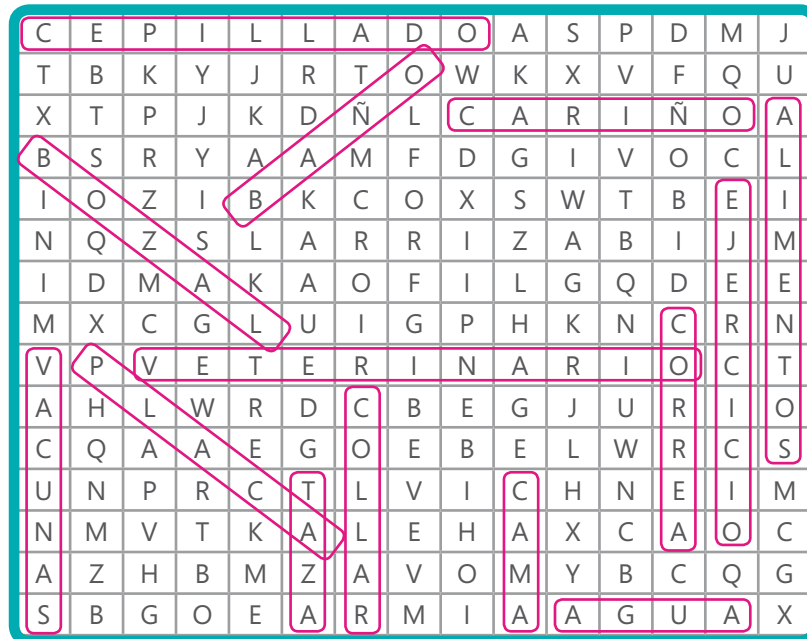 C E P I L L A D O A S P D M J
T B K Y J R T O W K X V F Q U
X T P J K D Ñ L C A R I Ñ O A
B S R Y A A M F D G I V O C L
I O Z I B K C O X S W T B E I
N Q Z S L A R R I Z A B I J M
I D M A K A O F I L G Q D E E
M X C G L U I G P H K N C R N
V P V E T E R I N A R I O C T
A H L W R D C B E G J U R I O
C Q A A E G O E B E L W R C S
U N P R C T L V I C H N E I M
N M V T K A L E H A X C A O C
A Z H B M Z A V O M Y B C Q G
S B G O E A R M I A A G U A X